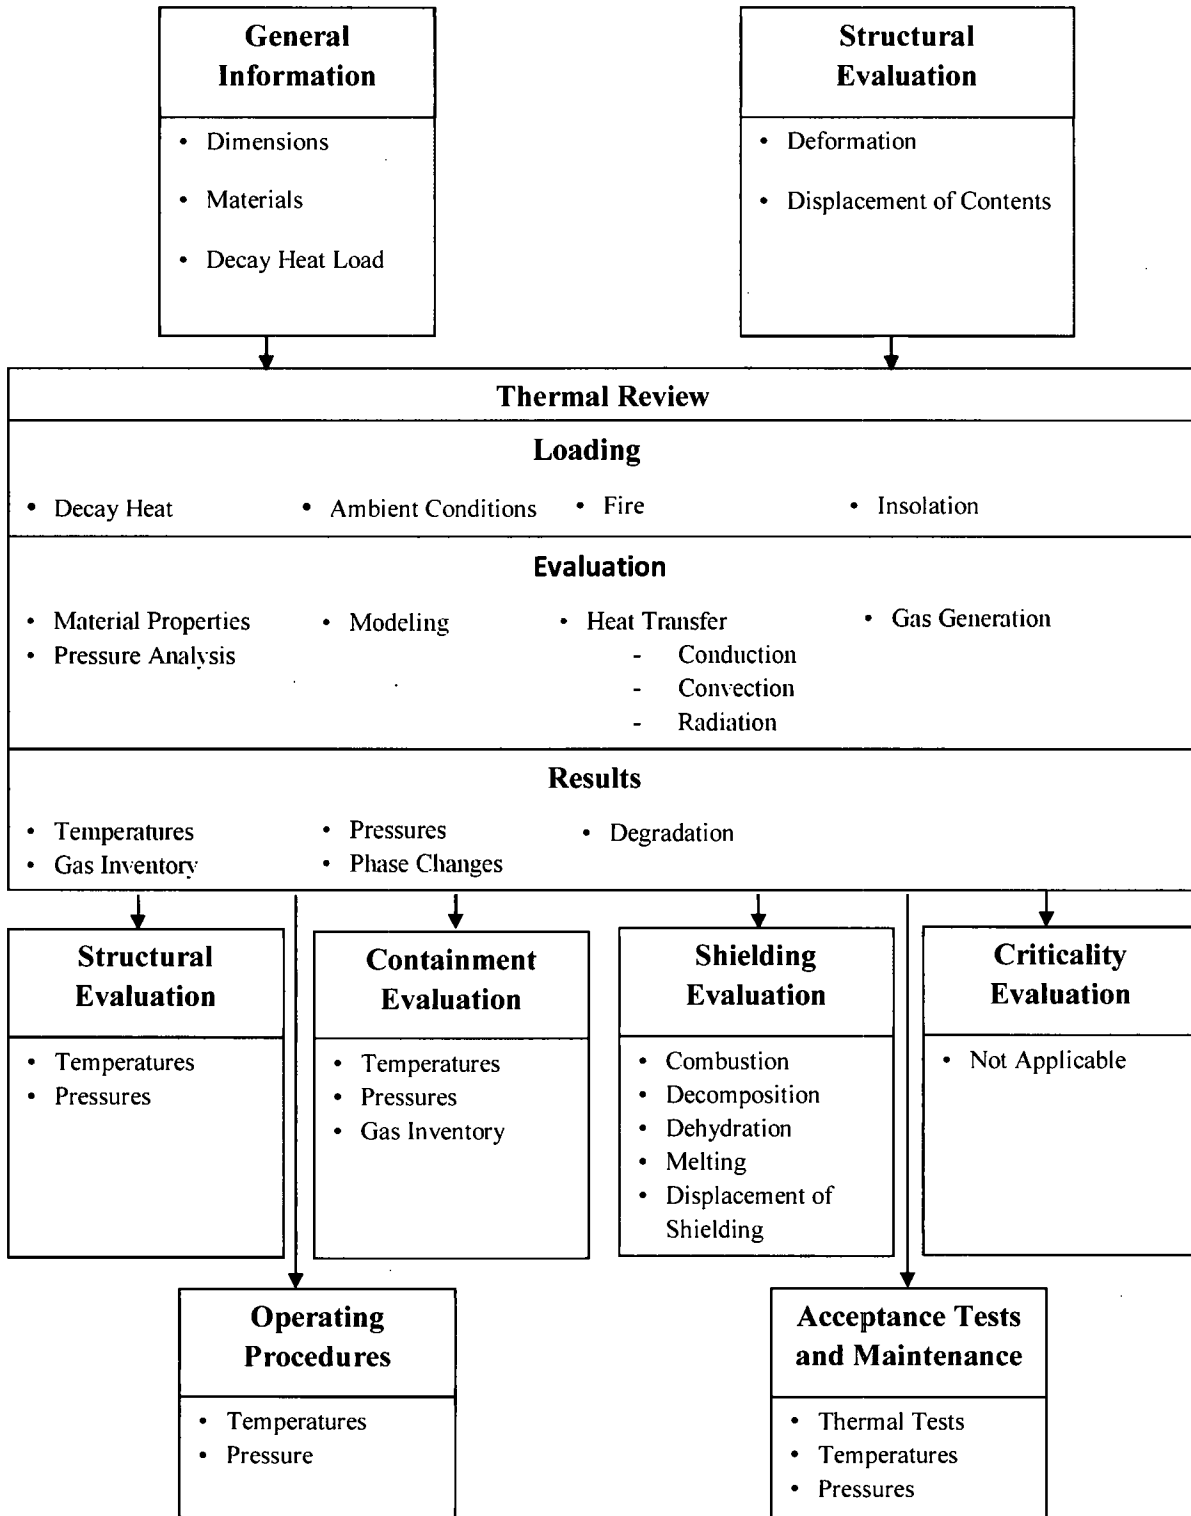 General
Information
• Dimensions
• Materials
• Decay Heat Load
Structural
Evaluation
• Deformation
• Displacement of Contents
Thermal Review
Loading
• Decay Heat • Ambient Conditions • Fire • Insolation
Evaluation
• Material Properties • Modeling • Heat Transfer • Gas Generation
• Pressure Analysis - Conduction
- Convection
- Radiation
Results
• Temperatures • Pressures • Degradation
• Gas Inventory • Phase Changes
Structural
Evaluation
• Temperatures
• Pressures
Containment
Evaluation
• Temperatures
• Pressures
• Gas Inventory
Shielding
Evaluation
• Combustion
• Decomposition
• Dehydration
• Melting
• Displacement of
Shielding
Criticality
Evaluation
• Not Applicable
Operating
Procedures
• Temperatures
• Pressure
Acceptance Tests
and Maintenance
• Thermal Tests
• Temperatures
• Pressures